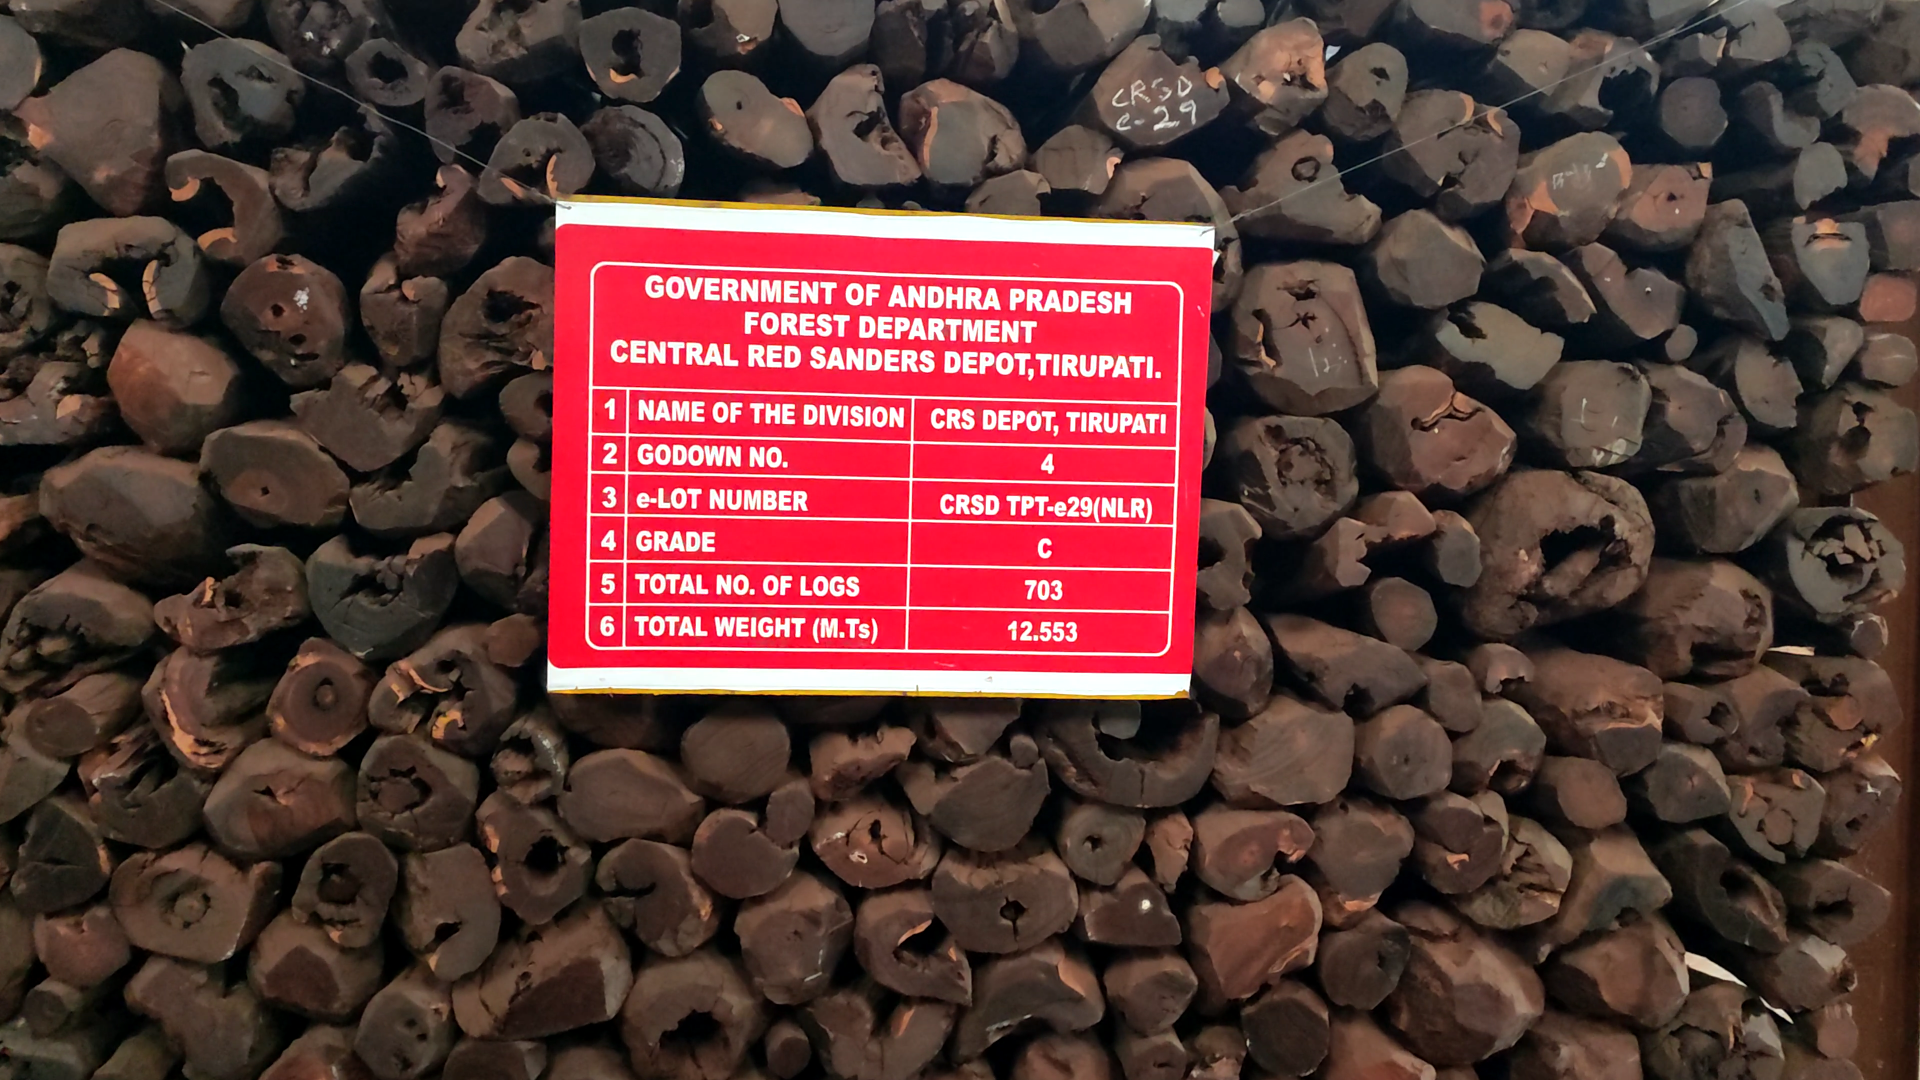 CRSD
e-29
GOVERNMENT OF ANDHRA PRADESH
FOREST DEPARTMENT
CENTRAL RED SANDERS DEPOT,TIRUPATI.
1 NAME OF THE DIVISION CRS DEPOT, TIRUPATI
2 GODOWN NO. 4
3 e-LOT NUMBER CRSD TPT-e29(NLR)
4 GRADE C
5 TOTAL NO. OF LOGS 703
6 TOTAL WEIGHT (M.Ts) 12.553